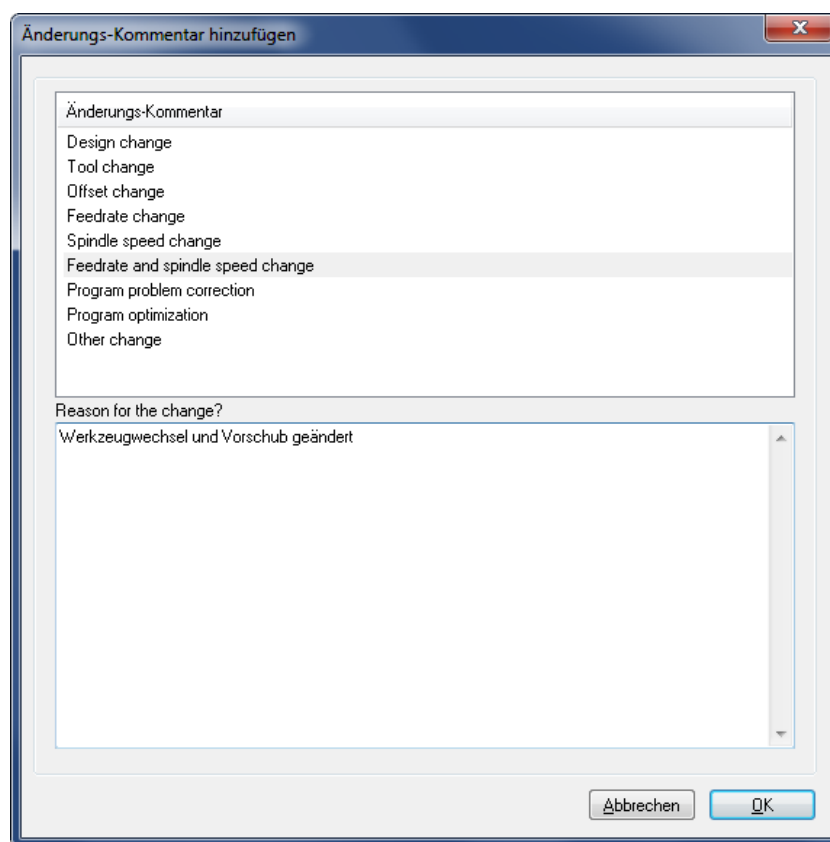 Änderungs-Kommentar hinzufügen
Änderungs-Kommentar
Design change
Tool change
Offset change
Feedrate change
Spindle speed change
Feedrate and spindle speed change
Program problem correction
Program optimization
Other change
Reason for the change?
Werkzeugwechsel und Vorschub geändert
Abbrechen
OK